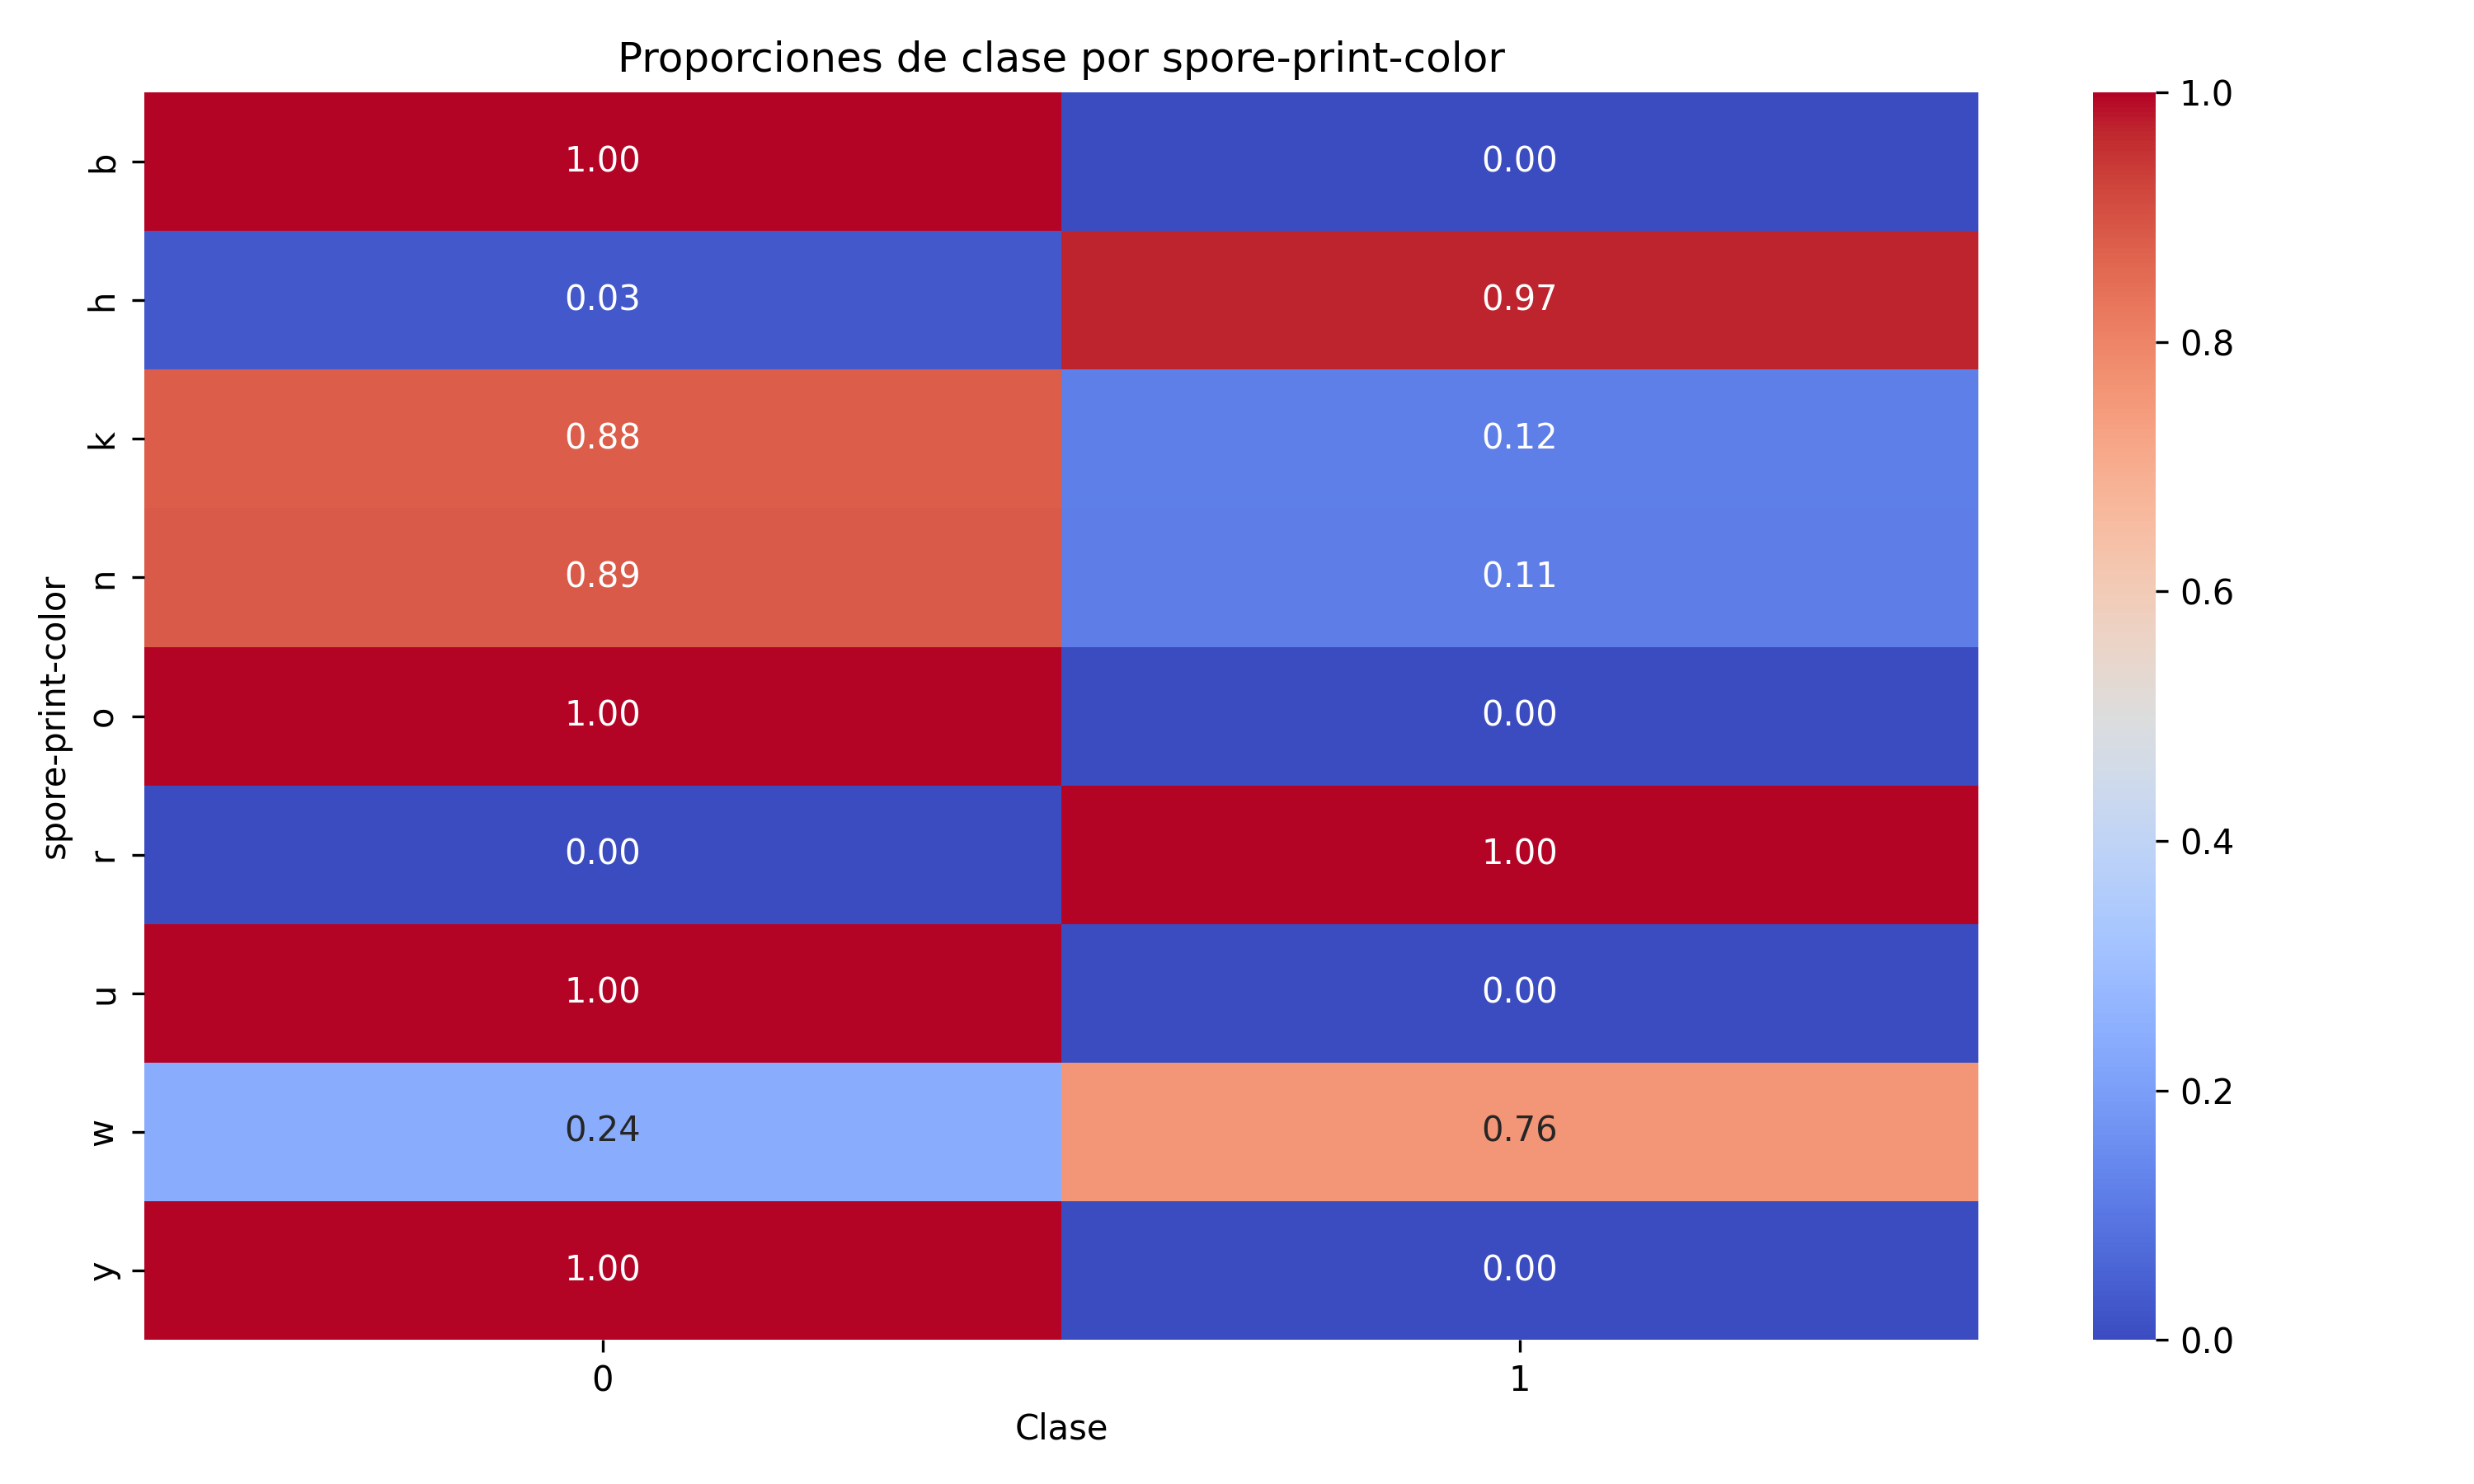 Proporciones de clase por spore-print-color
spore-print-color
b 1.00 0.00
h 0.03 0.97
k 0.88 0.12
n 0.89 0.11
o 1.00 0.00
r 0.00 1.00
u 1.00 0.00
w 0.24 0.76
y 1.00 0.00
0 1
Clase
1.0
0.8
0.6
0.4
0.2
0.0